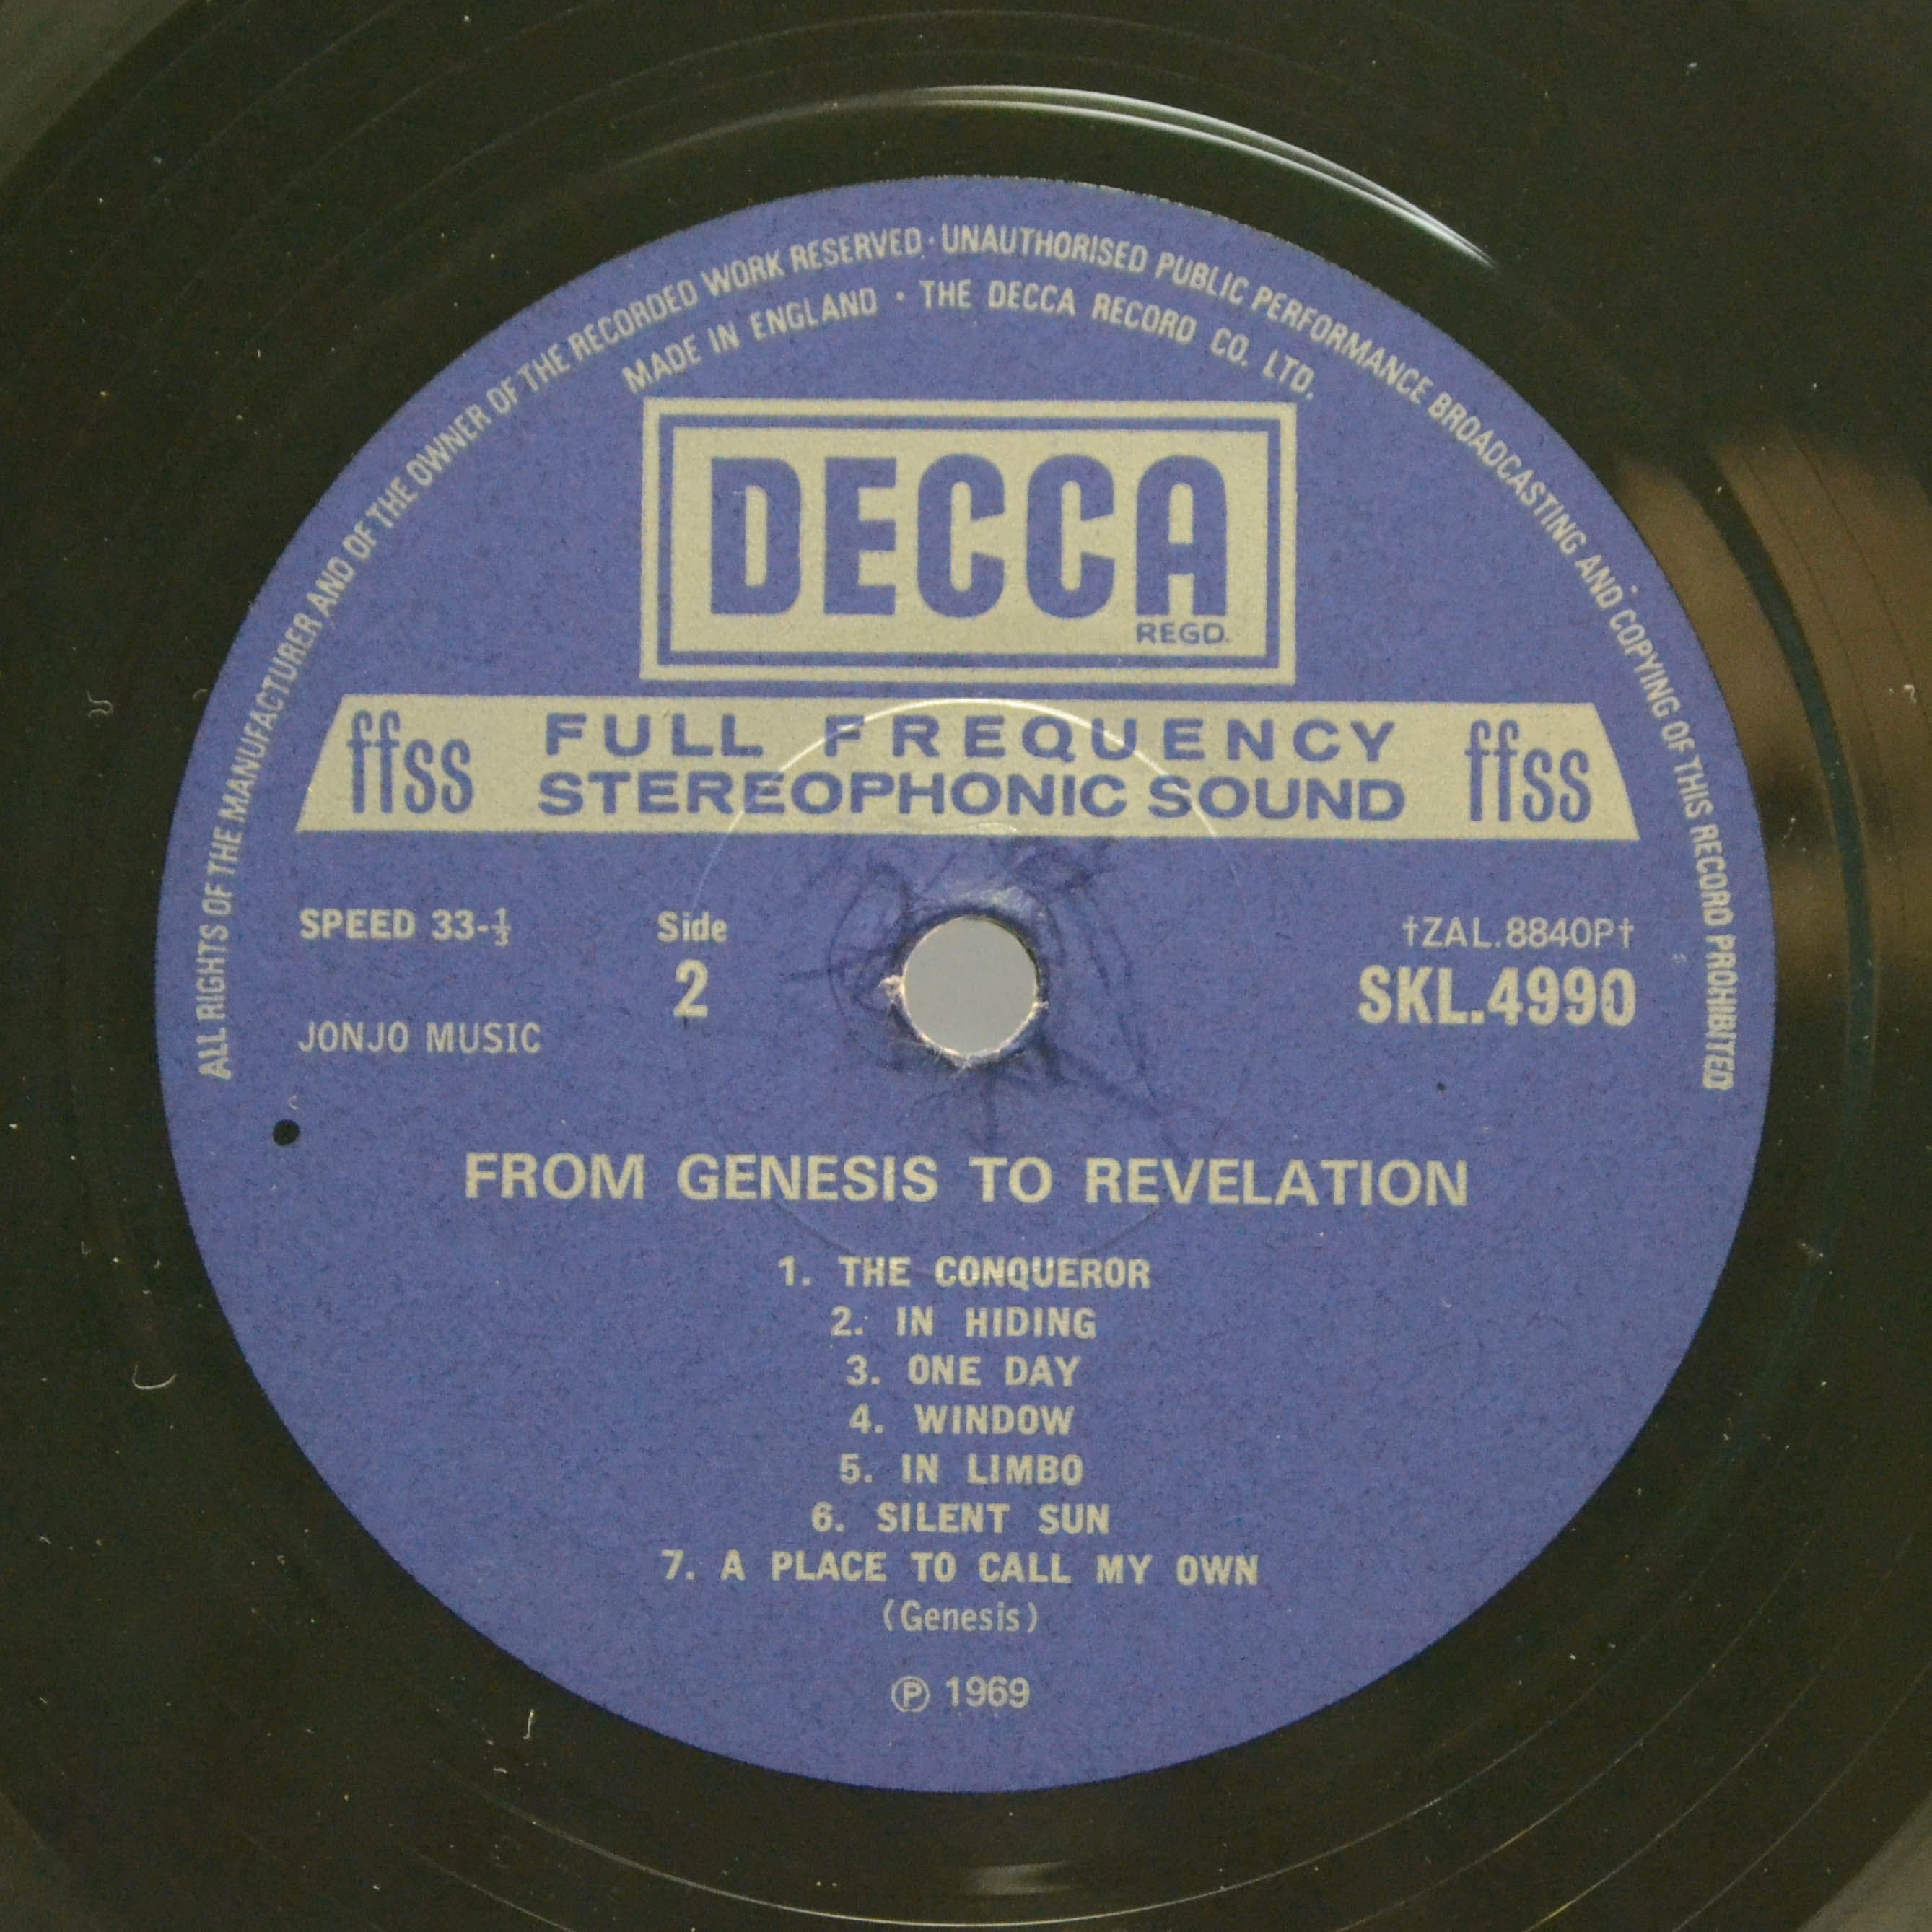 ALL RIGHTS OF THE MANUFACTURER AND OF THE OWNER OF THE RECORDED WORK RESERVED · UNAUTHORISED PUBLIC PERFORMANCE BROADCASTING AND COPYING OF THIS RECORD PROHIBITED
MADE IN ENGLAND · THE DECCA RECORD CO. LTD.
DECCA
REGD.
ffss FULL FREQUENCY STEREOPHONIC SOUND ffss
SPEED 33-⅓
Side
2
JONJO MUSIC
†ZAL.8840P†
SKL.4990
FROM GENESIS TO REVELATION
1. THE CONQUEROR
2. IN HIDING
3. ONE DAY
4. WINDOW
5. IN LIMBO
6. SILENT SUN
7. A PLACE TO CALL MY OWN
(Genesis)
℗ 1969